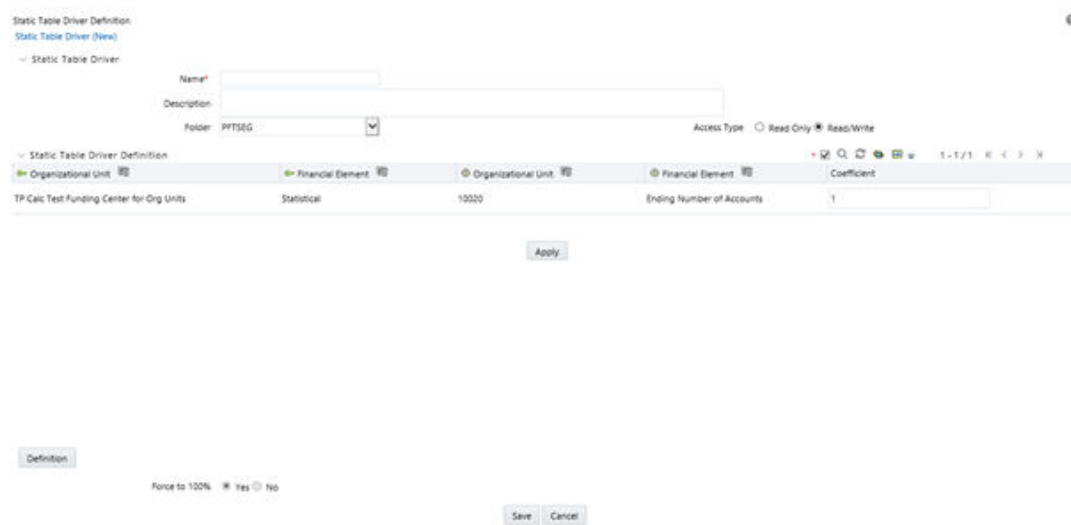 Static Table Driver Definition
Static Table Driver (New)
Static Table Driver
Name*
Description
Folder PFTSEG Access Type Read Only Read/Write
Static Table Driver Definition * 1-1/1
Organizational Unit Financial Element Organizational Unit Financial Element Coefficient
TP Calc Test Funding Center for Org Units Statistical 10020 Ending Number of Accounts 1
Apply
Definition
Force to 100% Yes No
Save Cancel